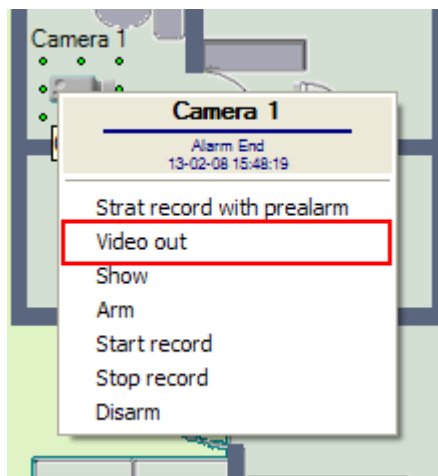 Camera 1
Camera 1
Alarm End
13-02-08 15:48:19
Strat record with prealarm
Video out
Show
Arm
Start record
Stop record
Disarm